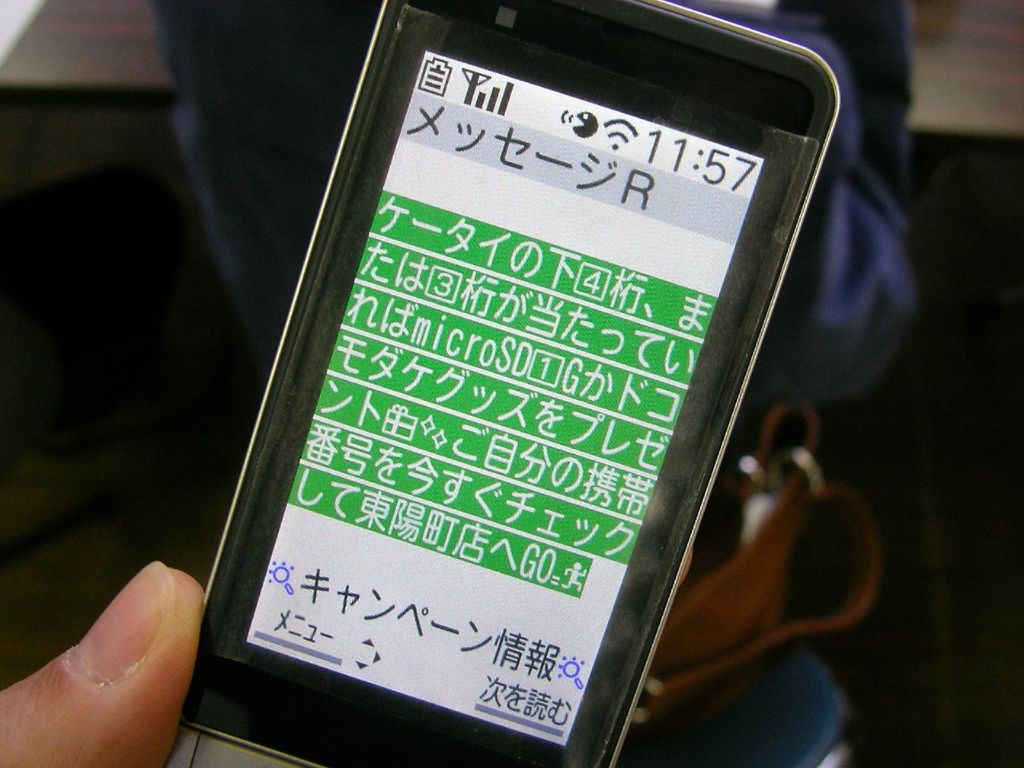 11:57
メッセージR
ケータイの下4桁、ま
たは3桁が当たってい
ればmicroSD1Gかドコ
モダケグッズをプレゼ
ント ご自分の携帯
番号を今すぐチェック
して東陽町店へGO=
キャンペーン情報
メニュー
次を読む